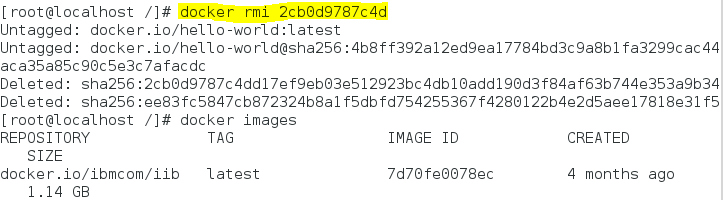 [root@localhost /]# docker rmi 2cb0d9787c4d
Untagged: docker.io/hello-world:latest
Untagged: docker.io/hello-world@sha256:4b8ff392a12ed9ea17784bd3c9a8b1fa3299cac44
aca35a85c90c5e3c7afacdc
Deleted: sha256:2cb0d9787c4dd17ef9eb03e512923bc4db10add190d3f84af63b744e353a9b34
Deleted: sha256:ee83fc5847cb872324b8a1f5dbfd754255367f4280122b4e2d5aee17818e31f5
[root@localhost /]# docker images
REPOSITORY TAG IMAGE ID CREATED
SIZE
docker.io/ibmcom/iib latest 7d70fe0078ec 4 months ago
1.14 GB